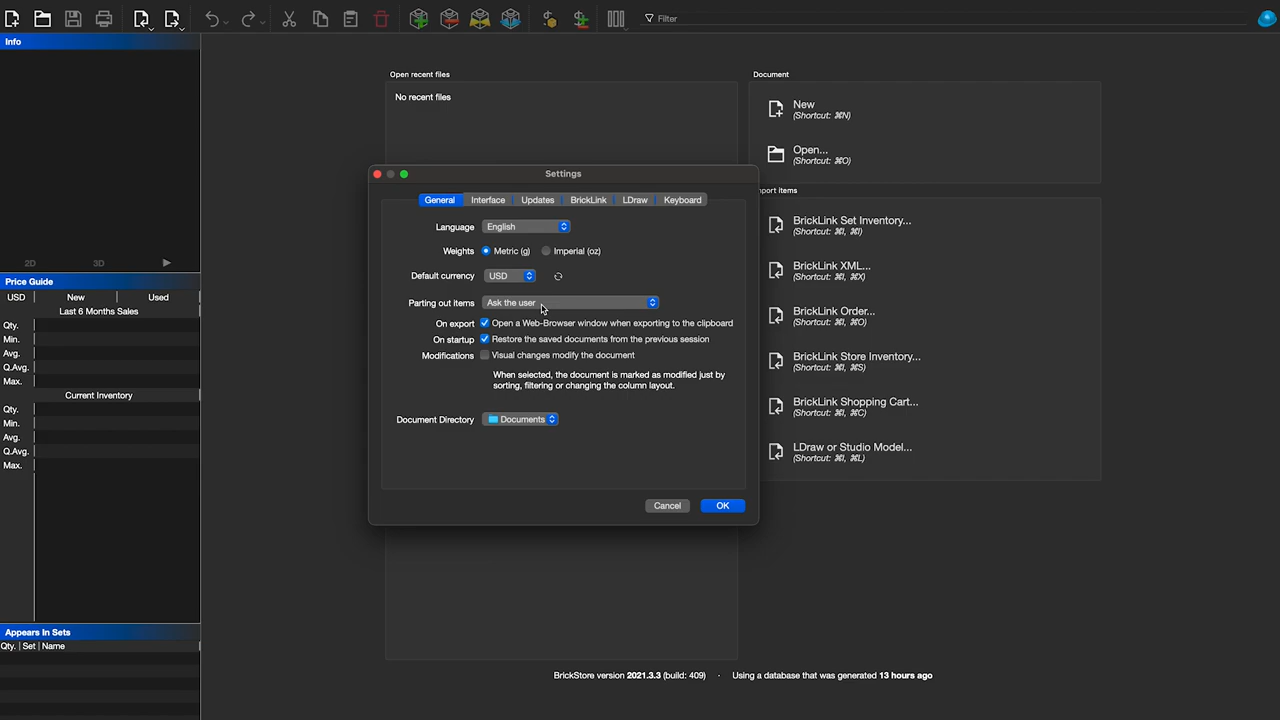 Filter
Info
2D 3D
Price Guide
USD New Used
Last 6 Months Sales
Qty.
Min.
Avg.
Q.Avg.
Max.
Current Inventory
Qty.
Min.
Avg.
Q.Avg.
Max.
Appears In Sets
Qty. Set Name
Open recent files
No recent files
Document
New
(Shortcut: ⌘N)
Open...
(Shortcut: ⌘O)
port items
BrickLink Set Inventory...
(Shortcut: ⌘I, ⌘I)
BrickLink XML...
(Shortcut: ⌘I, ⌘X)
BrickLink Order...
(Shortcut: ⌘I, ⌘O)
BrickLink Store Inventory...
(Shortcut: ⌘I, ⌘S)
BrickLink Shopping Cart...
(Shortcut: ⌘I, ⌘C)
LDraw or Studio Model...
(Shortcut: ⌘I, ⌘L)
Settings
General Interface Updates BrickLink LDraw Keyboard
Language English
Weights Metric (g) Imperial (oz)
Default currency USD
Parting out items Ask the user
On export Open a Web-Browser window when exporting to the clipboard
On startup Restore the saved documents from the previous session
Modifications Visual changes modify the document
When selected, the document is marked as modified just by
sorting, filtering or changing the column layout.
Document Directory Documents
Cancel OK
BrickStore version 2021.3.3 (build: 409) · Using a database that was generated 13 hours ago